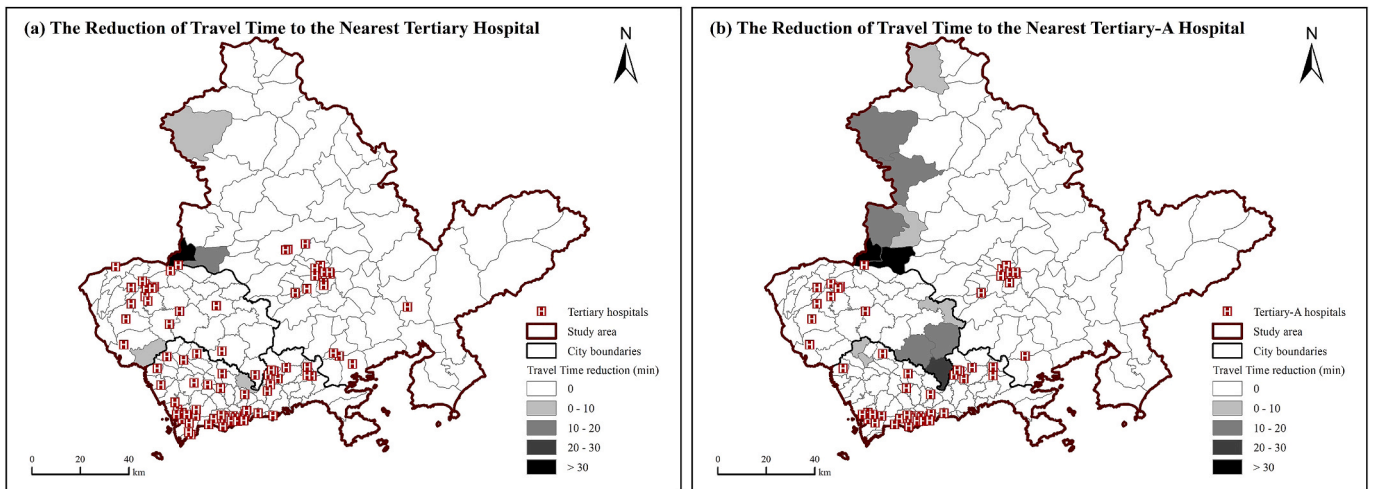 (a) The Reduction of Travel Time to the Nearest Tertiary Hospital
N
H Tertiary hospitals
Study area
City boundaries
Travel Time reduction (min)
0
0 - 10
10 - 20
20 - 30
> 30
0 20 40
km
(b) The Reduction of Travel Time to the Nearest Tertiary-A Hospital
N
H Tertiary-A hospitals
Study area
City boundaries
Travel Time reduction (min)
0
0 - 10
10 - 20
20 - 30
> 30
0 20 40
km